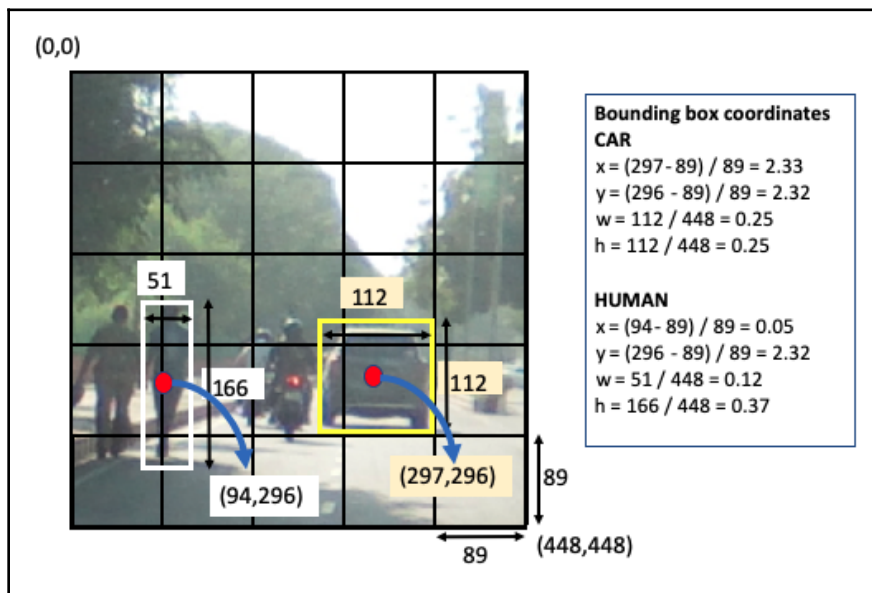 (0,0)
51
112
166
112
(94,296)
(297,296)
89
89
(448,448)
Bounding box coordinates
CAR
x = (297 - 89) / 89 = 2.33
y = (296 - 89) / 89 = 2.32
w = 112 / 448 = 0.25
h = 112 / 448 = 0.25
HUMAN
x = (94 - 89) / 89 = 0.05
y = (296 - 89) / 89 = 2.32
w = 51 / 448 = 0.12
h = 166 / 448 = 0.37